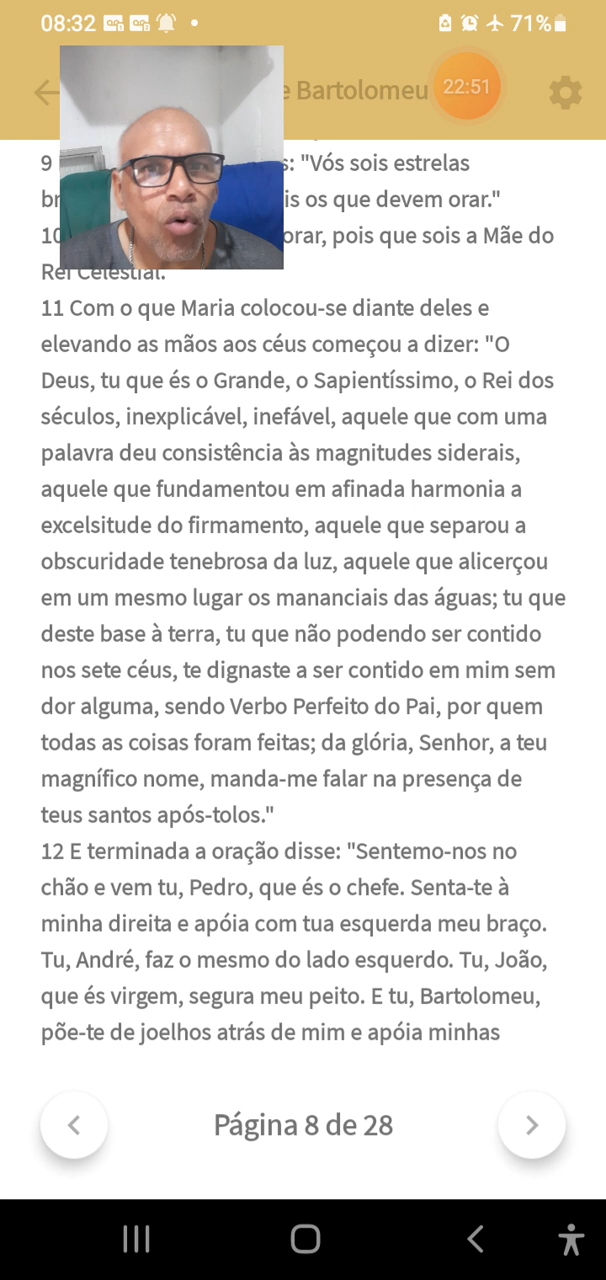 08:32 71%
e Bartolomeu 22:51
9 s: "Vós sois estrelas
br is os que devem orar."
10 orar, pois que sois a Mãe do
Rei Celestial."
11 Com o que Maria colocou-se diante deles e
elevando as mãos aos céus começou a dizer: "O
Deus, tu que és o Grande, o Sapientíssimo, o Rei dos
séculos, inexplicável, inefável, aquele que com uma
palavra deu consistência às magnitudes siderais,
aquele que fundamentou em afinada harmonia a
excelsitude do firmamento, aquele que separou a
obscuridade tenebrosa da luz, aquele que alicerçou
em um mesmo lugar os mananciais das águas; tu que
deste base à terra, tu que não podendo ser contido
nos sete céus, te dignaste a ser contido em mim sem
dor alguma, sendo Verbo Perfeito do Pai, por quem
todas as coisas foram feitas; da glória, Senhor, a teu
magnífico nome, manda-me falar na presença de
teus santos após-tolos."
12 E terminada a oração disse: "Sentemo-nos no
chão e vem tu, Pedro, que és o chefe. Senta-te à
minha direita e apóia com tua esquerda meu braço.
Tu, André, faz o mesmo do lado esquerdo. Tu, João,
que és virgem, segura meu peito. E tu, Bartolomeu,
põe-te de joelhos atrás de mim e apóia minhas
Página 8 de 28